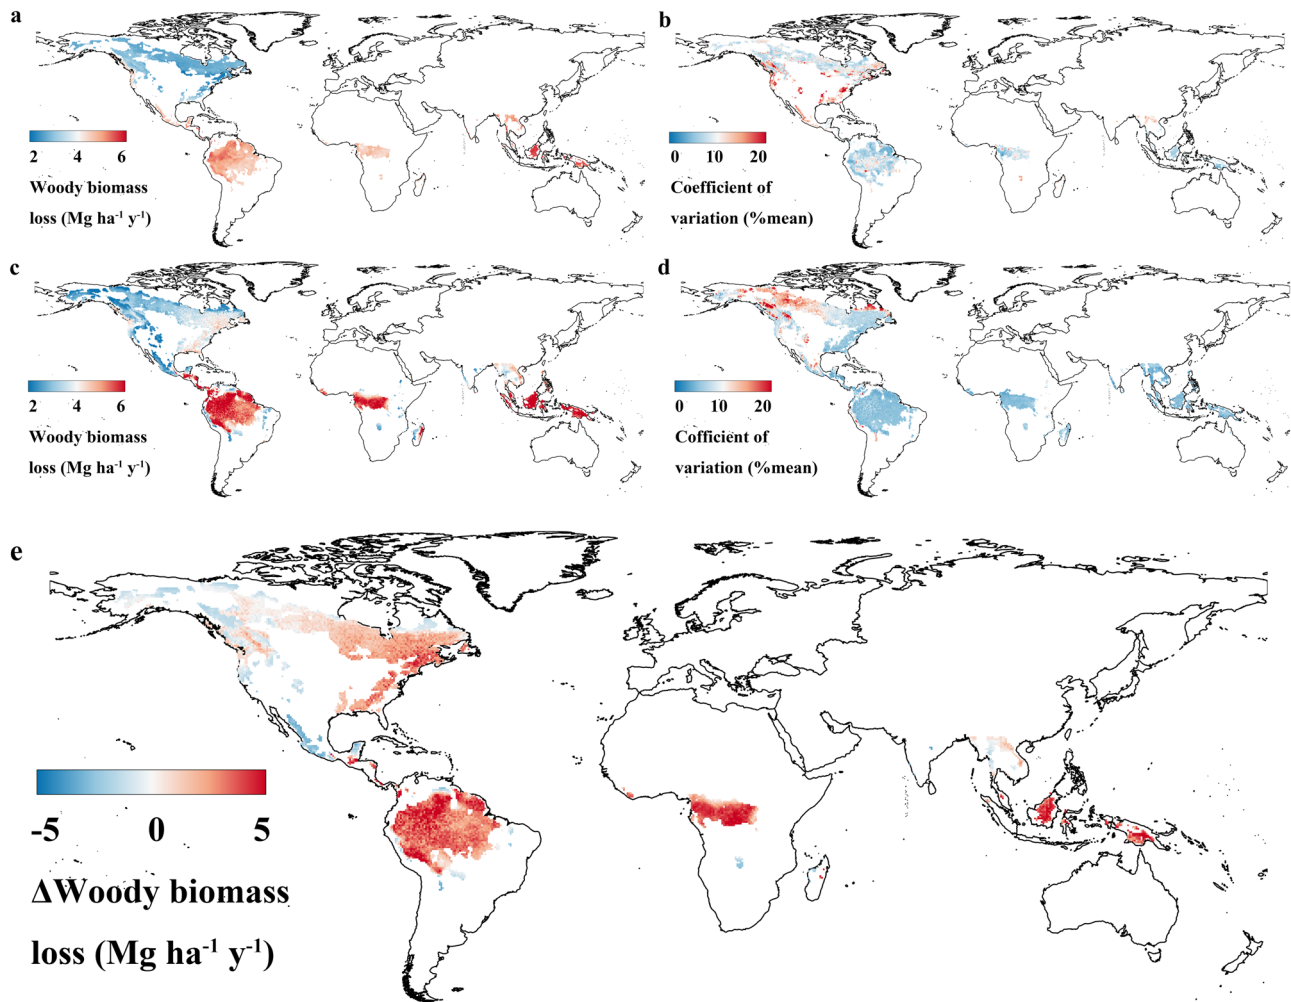 a
2 4 6
Woody biomass
loss (Mg ha⁻¹ y⁻¹)
b
0 10 20
Coefficient of
variation (%mean)
c
2 4 6
Woody biomass
loss (Mg ha⁻¹ y⁻¹)
d
0 10 20
Cofficient of
variation (%mean)
e
-5 0 5
ΔWoody biomass
loss (Mg ha⁻¹ y⁻¹)